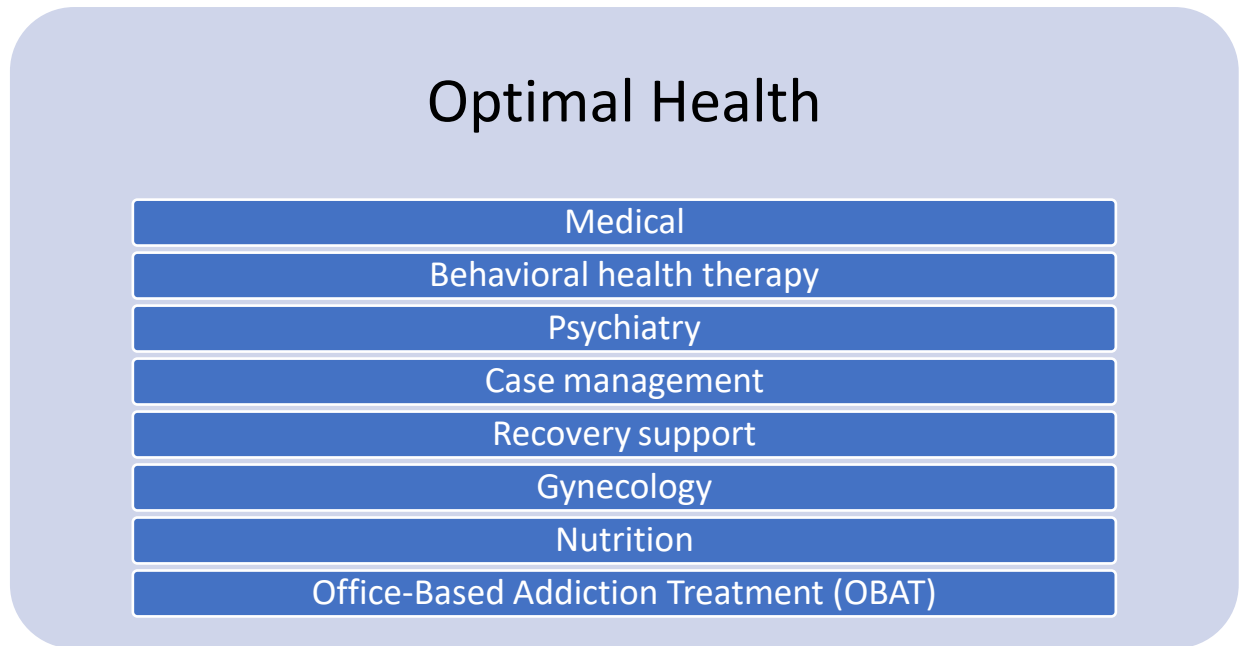 Optimal Health
Medical
Behavioral health therapy
Psychiatry
Case management
Recovery support
Gynecology
Nutrition
Office-Based Addiction Treatment (OBAT)